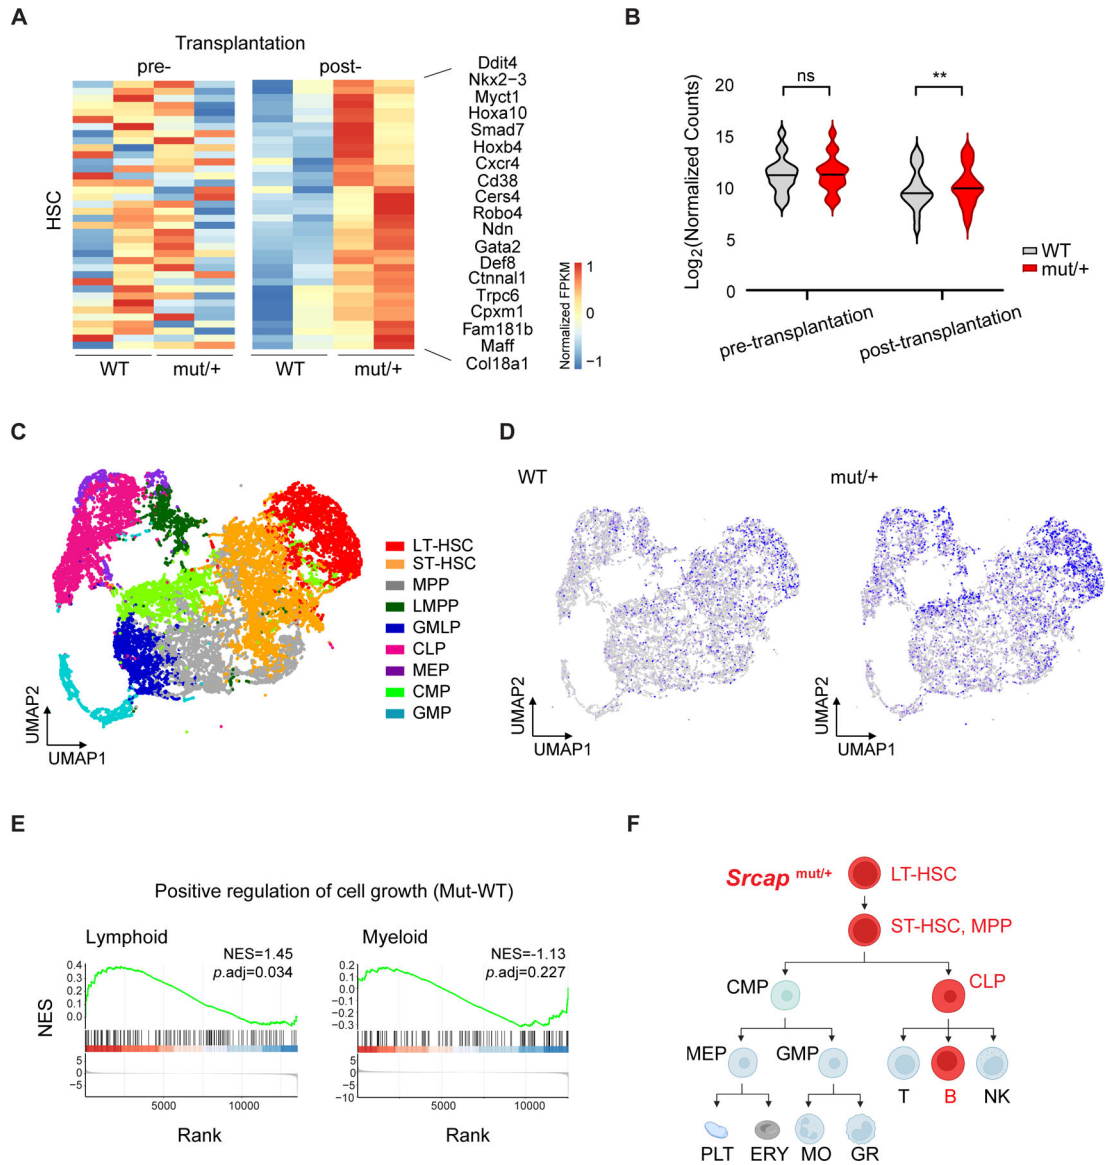 A
Transplantation
pre-
post-
HSC
WT
mut/+
WT
mut/+
Ddit4
Nkx2−3
Myct1
Hoxa10
Smad7
Hoxb4
Cxcr4
Cd38
Cers4
Robo4
Ndn
Gata2
Def8
Ctnnal1
Trpc6
Cpxm1
Fam181b
Maff
Col18a1
Normalized FPKM
1
0
−1
B
Log2(Normalized Counts)
20
15
10
5
0
ns
**
WT
mut/+
pre-transplantation
post-transplantation
C
LT-HSC
ST-HSC
MPP
LMPP
GMLP
CLP
MEP
CMP
GMP
UMAP2
UMAP1
D
WT
mut/+
UMAP2
UMAP1
UMAP2
UMAP1
E
Positive regulation of cell growth (Mut-WT)
Lymphoid
NES=1.45
p.adj=0.034
NES
0.4
0.3
0.2
0.1
0.0
5
0
−5
5000
10000
Rank
Myeloid
NES=-1.13
p.adj=0.227
0.2
0.1
0.0
−0.1
−0.2
−0.3
5
0
−5
−10
5000
10000
Rank
F
Srcap mut/+
LT-HSC
ST-HSC, MPP
CMP
CLP
MEP
GMP
T
B
NK
PLT
ERY
MO
GR